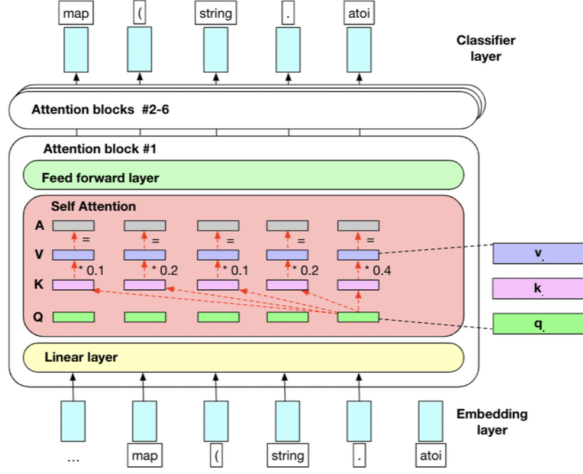 map ( string . atoi
Classifier
layer
Attention blocks #2-6
Attention block #1
Feed forward layer
Self Attention
A
= = = = =
V
* 0.1 * 0.2 * 0.1 * 0.2 * 0.4
K
Q
v.
k.
q.
Linear layer
Embedding
layer
... map ( string . atoi